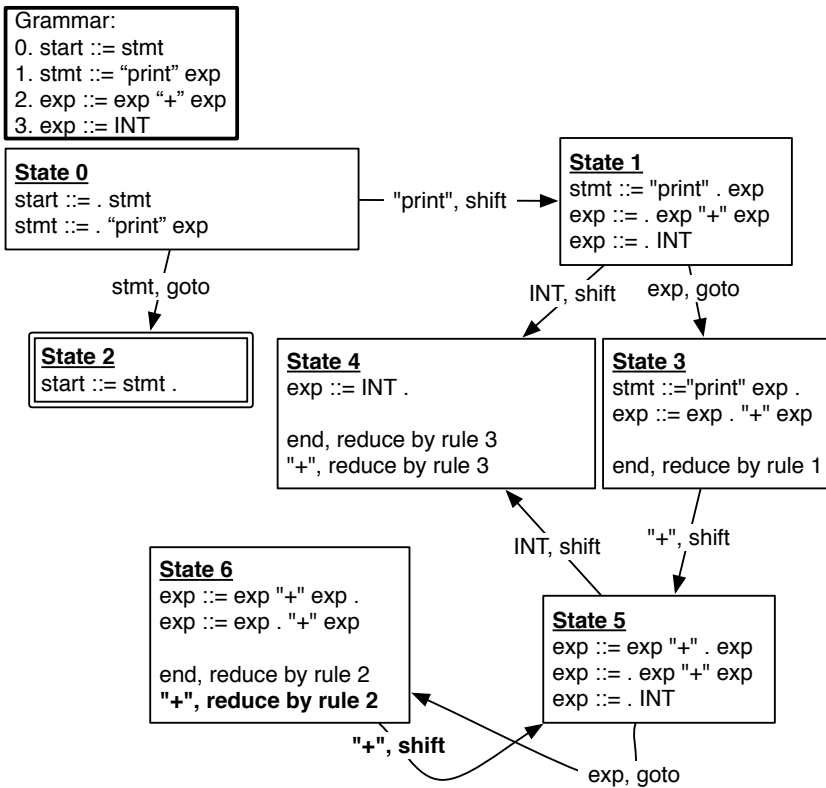 Grammar:
0. start ::= stmt
1. stmt ::= “print” exp
2. exp ::= exp “+” exp
3. exp ::= INT
State 0
start ::= . stmt
stmt ::= . “print” exp
"print", shift
State 1
stmt ::= "print" . exp
exp ::= . exp "+" exp
exp ::= . INT
stmt, goto
INT, shift
exp, goto
State 2
start ::= stmt .
State 4
exp ::= INT .
end, reduce by rule 3
"+", reduce by rule 3
State 3
stmt ::="print" exp .
exp ::= exp . "+" exp
end, reduce by rule 1
INT, shift
"+", shift
State 6
exp ::= exp "+" exp .
exp ::= exp . "+" exp
end, reduce by rule 2
"+", reduce by rule 2
State 5
exp ::= exp "+" . exp
exp ::= . exp "+" exp
exp ::= . INT
"+", shift
exp, goto